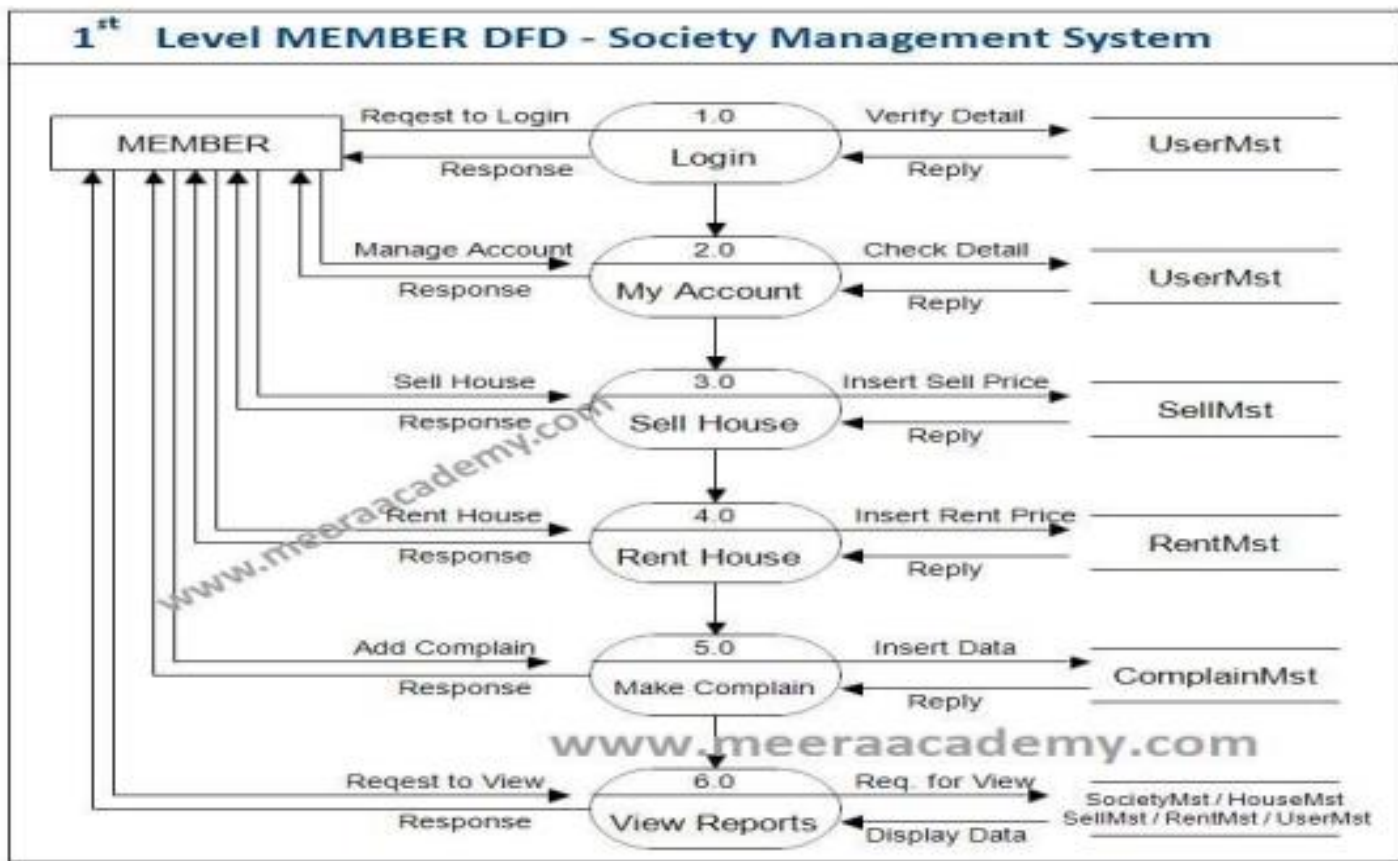 1st Level MEMBER DFD - Society Management System
MEMBER
Reqest to Login
Response
1.0
Login
Verify Detail
Reply
UserMst
Manage Account
Response
2.0
My Account
Check Detail
Reply
UserMst
Sell House
Response
3.0
Sell House
Insert Sell Price
Reply
SellMst
Rent House
Response
4.0
Rent House
Insert Rent Price
Reply
RentMst
Add Complain
Response
5.0
Make Complain
Insert Data
Reply
ComplainMst
Reqest to View
Response
6.0
View Reports
Req. for View
Display Data
SocietyMst / HouseMst
SellMst / RentMst / UserMst
www.meeraacademy.com
www.meeraacademy.com